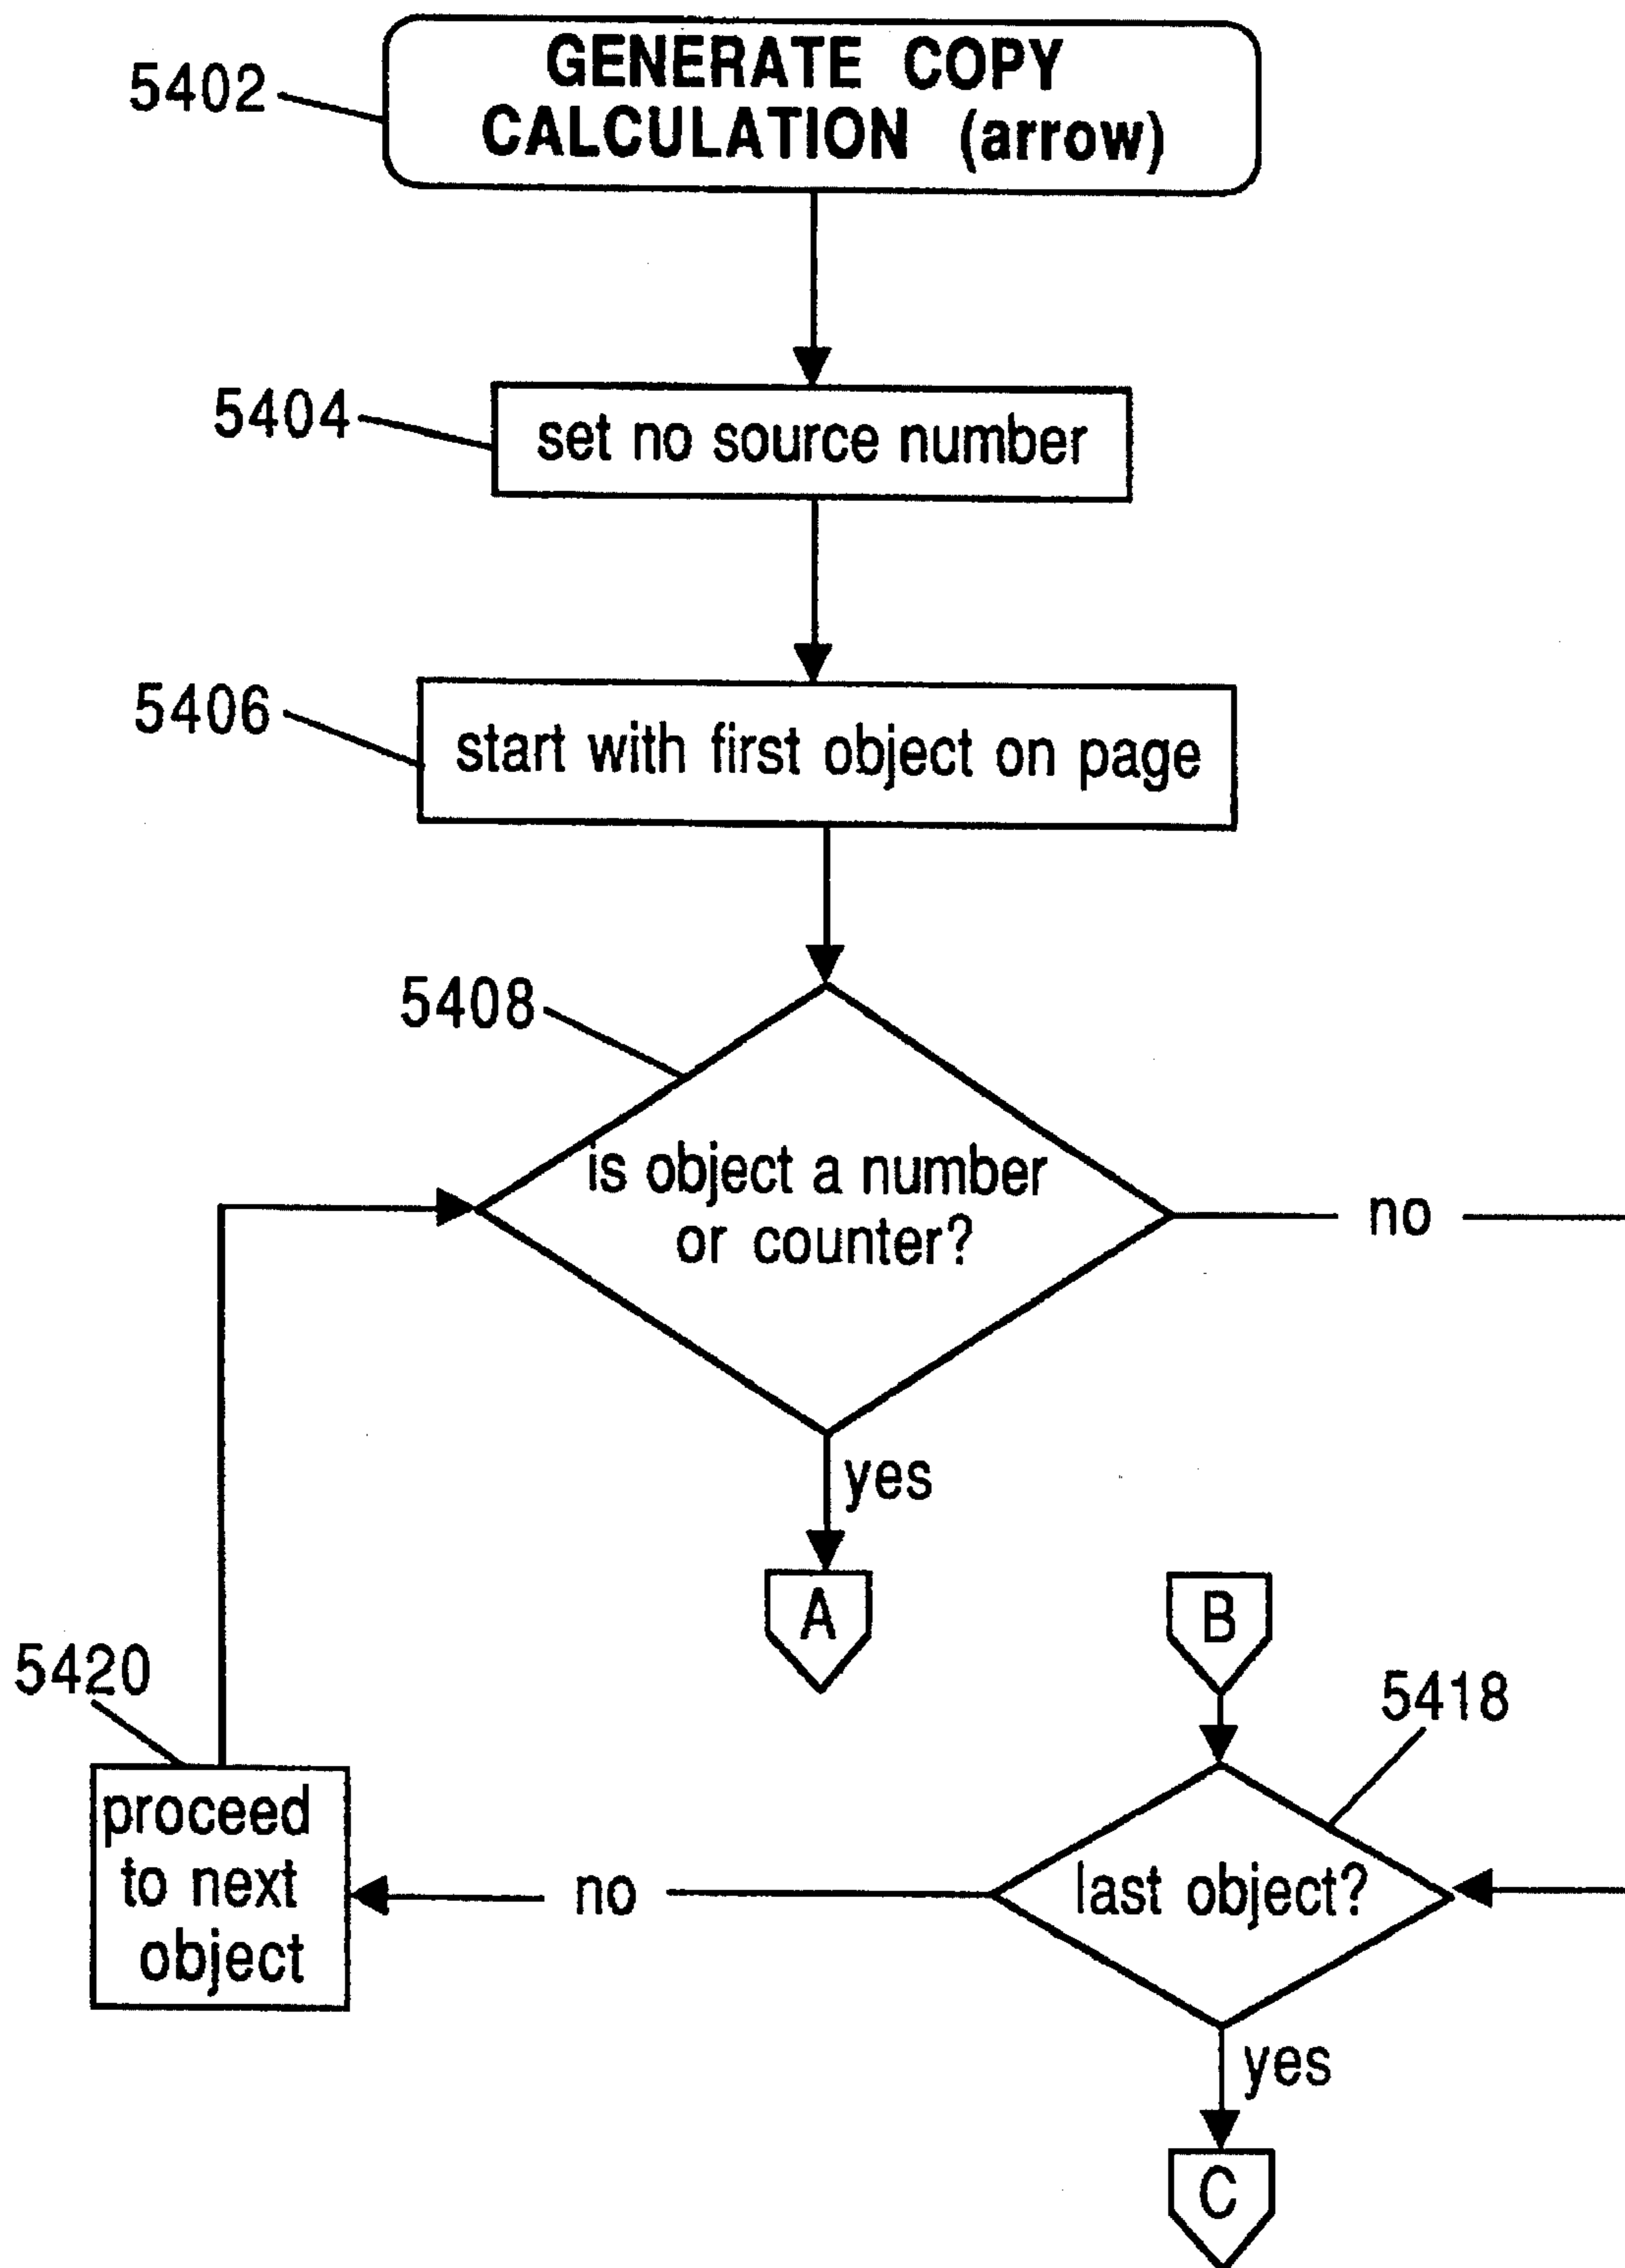 5402
GENERATE COPY
CALCULATION (arrow)
5404
set no source number
5406
start with first object on page
5408
is object a number
or counter?
no
yes
A
B
5420
5418
proceed
to next
object
no
last object?
yes
C